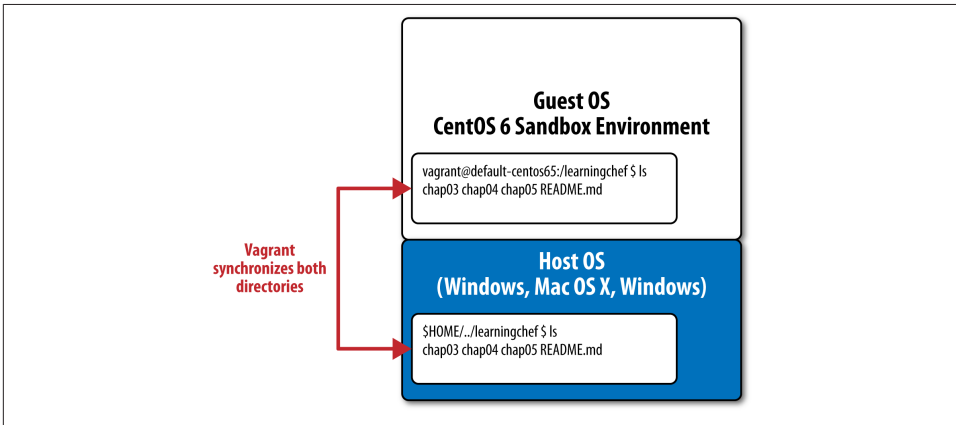 Guest OS
CentOS 6 Sandbox Environment
vagrant@default-centos65:/learningchef $ ls
chap03 chap04 chap05 README.md
Vagrant
synchronizes both
directories
Host OS
(Windows, Mac OS X, Windows)
$HOME/../learningchef $ ls
chap03 chap04 chap05 README.md